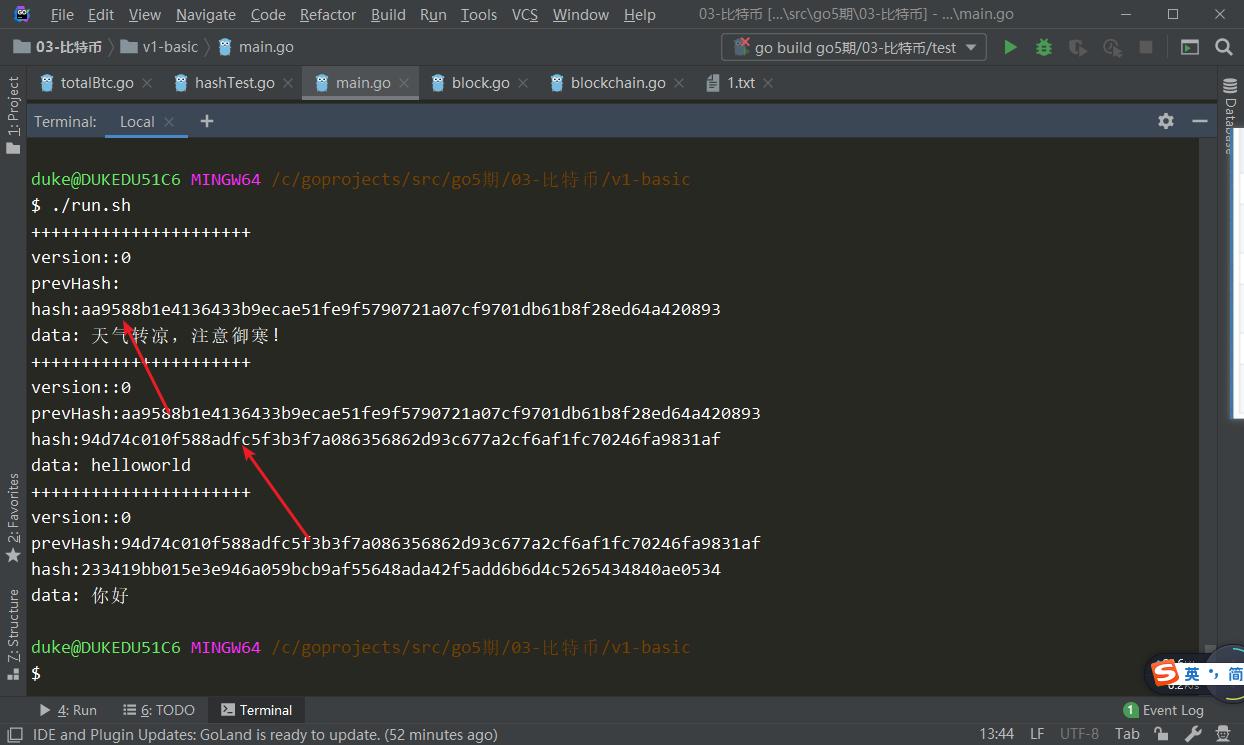 File Edit View Navigate Code Refactor Build Run Tools VCS Window Help 03-比特币 [...\src\go5期\03-比特币] - ...\main.go
03-比特币 v1-basic main.go go build go5期/03-比特币/test
totalBtc.go hashTest.go main.go block.go blockchain.go 1.txt
1: Project
Database
Terminal: Local +
duke@DUKEDU51C6 MINGW64 /c/goprojects/src/go5期/03-比特币/v1-basic
$ ./run.sh
++++++++++++++++++++++
version::0
prevHash:
hash:aa9588b1e4136433b9ecae51fe9f5790721a07cf9701db61b8f28ed64a420893
data: 天气转凉，注意御寒!
++++++++++++++++++++++
version::0
prevHash:aa9588b1e4136433b9ecae51fe9f5790721a07cf9701db61b8f28ed64a420893
hash:94d74c010f588adfc5f3b3f7a086356862d93c677a2cf6af1fc70246fa9831af
data: helloworld
++++++++++++++++++++++
version::0
prevHash:94d74c010f588adfc5f3b3f7a086356862d93c677a2cf6af1fc70246fa9831af
hash:233419bb015e3e946a059bcb9af55648ada42f5add6b6d4c5265434840ae0534
data: 你好
duke@DUKEDU51C6 MINGW64 /c/goprojects/src/go5期/03-比特币/v1-basic
$
2: Favorites
Z: Structure
英 简
4: Run 6: TODO Terminal 1 Event Log
IDE and Plugin Updates: GoLand is ready to update. (52 minutes ago) 13:44 LF UTF-8 Tab